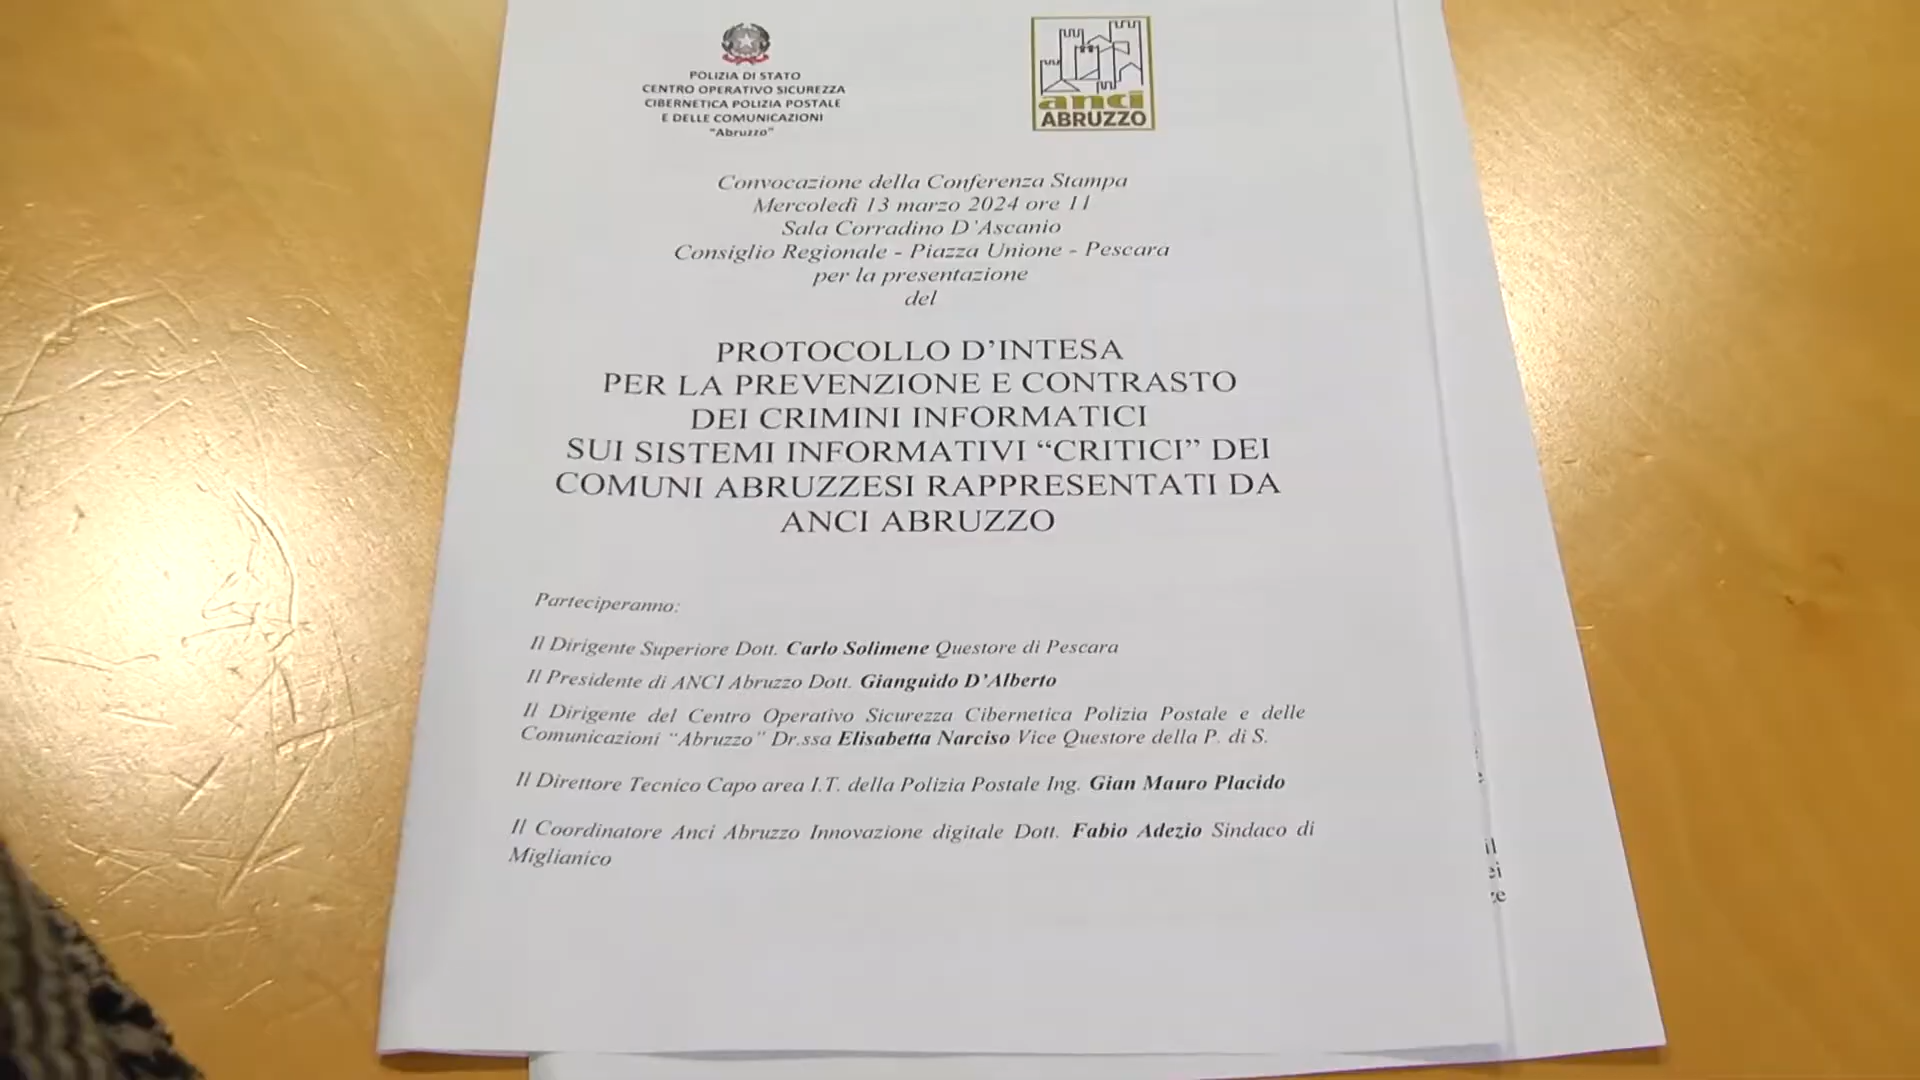 POLIZIA DI STATO
CENTRO OPERATIVO SICUREZZA
CIBERNETICA POLIZIA POSTALE
E DELLE COMUNICAZIONI
"Abruzzo"
anci
ABRUZZO
Convocazione della Conferenza Stampa
Mercoledì 13 marzo 2024 ore 11
Sala Corradino D'Ascanio
Consiglio Regionale - Piazza Unione - Pescara
per la presentazione
del
PROTOCOLLO D'INTESA
PER LA PREVENZIONE E CONTRASTO
DEI CRIMINI INFORMATICI
SUI SISTEMI INFORMATIVI “CRITICI” DEI
COMUNI ABRUZZESI RAPPRESENTATI DA
ANCI ABRUZZO
Parteciperanno:
Il Dirigente Superiore Dott. Carlo Solimene Questore di Pescara
Il Presidente di ANCI Abruzzo Dott. Gianguido D'Alberto
Il Dirigente del Centro Operativo Sicurezza Cibernetica Polizia Postale e delle
Comunicazioni “Abruzzo” Dr.ssa Elisabetta Narciso Vice Questore della P. di S.
Il Direttore Tecnico Capo area I.T. della Polizia Postale Ing. Gian Mauro Placido
Il Coordinatore Anci Abruzzo Innovazione digitale Dott. Fabio Adezio Sindaco di
Miglianico
il